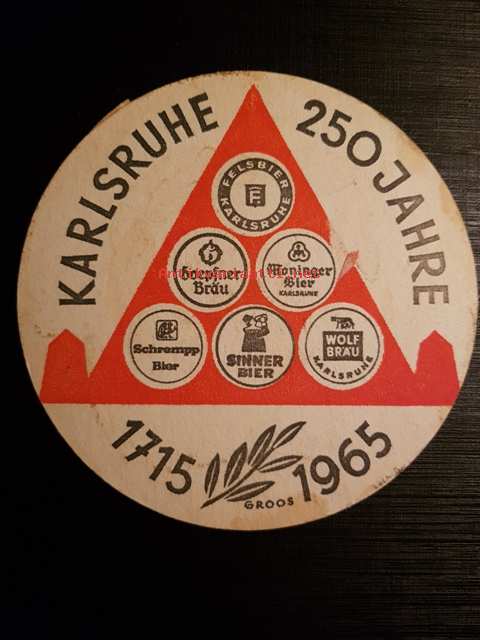 KARLSRUHE
250 JAHRE
FELSBIER
F
KARLSRUHE
Hoepfner
Bräu
Moninger
Bier
KARLSRUHE
Schrempp
Bier
SINNER
BIER
WOLF
BRÄU
KARLSRUHE
1715
1965
GROOS